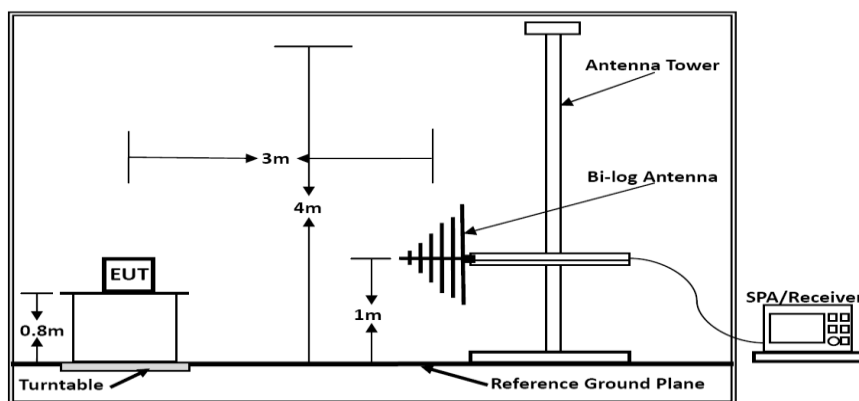 Antenna Tower
3m
Bi-log Antenna
4m
EUT
SPA/Receiver
0.8m
1m
Turntable
Reference Ground Plane